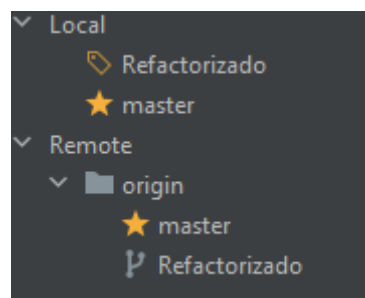 Local
Refactorizado
master
Remote
origin
master
Refactorizado